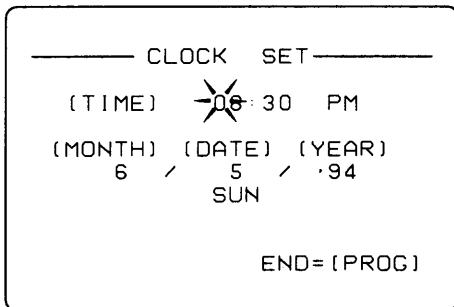 CLOCK SET
(TIME) 08:30 PM
(MONTH) (DATE) (YEAR)
6 / 5 / '94
SUN
END=(PROG)